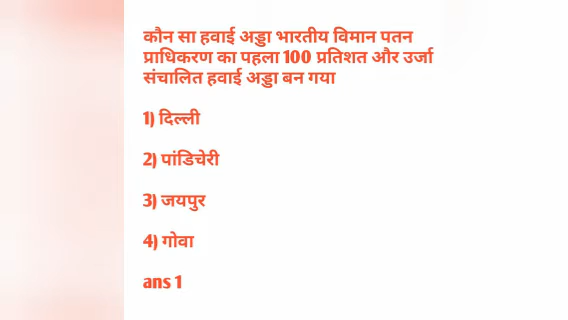 कौन सा हवाई अड्डा भारतीय विमान पतन
प्राधिकरण का पहला 100 प्रतिशत और उर्जा
संचालित हवाई अड्डा बन गया
1) दिल्ली
2) पांडिचेरी
3) जयपुर
4) गोवा
ans 1